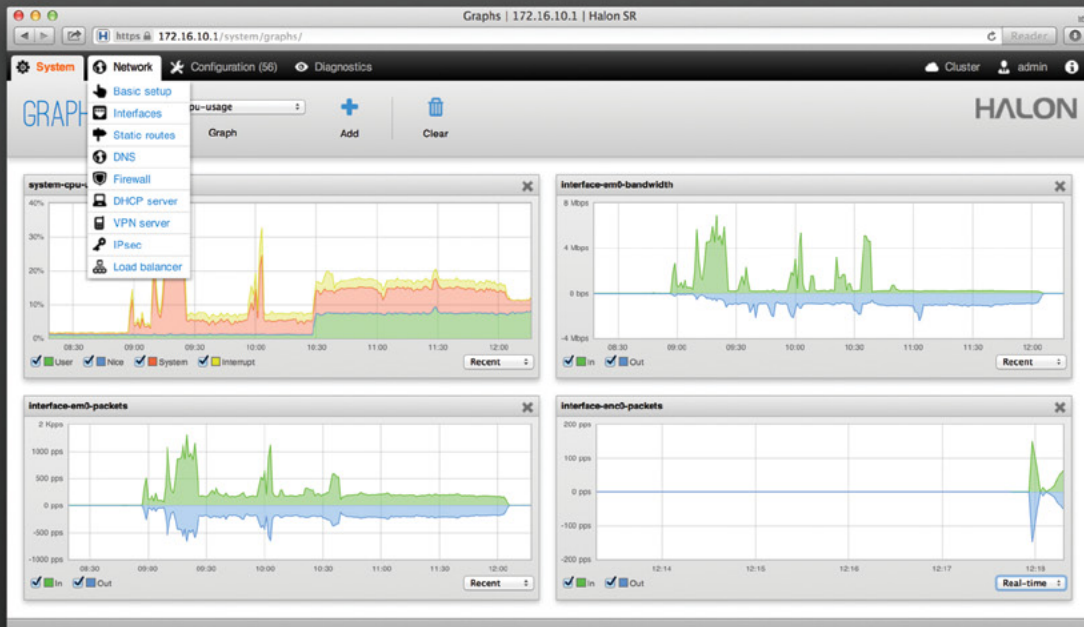 Graphs | 172.16.10.1 | Halon SR
H https 172.16.10.1/system/graphs/
Reader
System Network Configuration (56) Diagnostics Cluster admin
Basic setup
Interfaces
Static routes
DNS
Firewall
DHCP server
VPN server
IPsec
Load balancer
GRAPH
pu-usage
Graph
Add
Clear
HALON
system-cpu-u
40%
30%
20%
10%
0%
08:30 09:00 10:00 10:30 11:00 11:30 12:00
User Nice System Interrupt Recent
interface-em0-bandwidth
8 Mbps
4 Mbps
0 bps
-4 Mbps
08:30 09:00 09:30 10:00 10:30 11:00 11:30 12:00
In Out Recent
interface-em0-packets
2 Kpps
1000 pps
500 pps
0 pps
-500 pps
-1000 pps
08:30 09:00 09:30 10:00 10:30 11:00 11:30 12:00
In Out Recent
interface-enc0-packets
200 pps
100 pps
0 pps
-100 pps
-200 pps
12:14 12:15 12:16 12:17 12:18
In Out Real-time